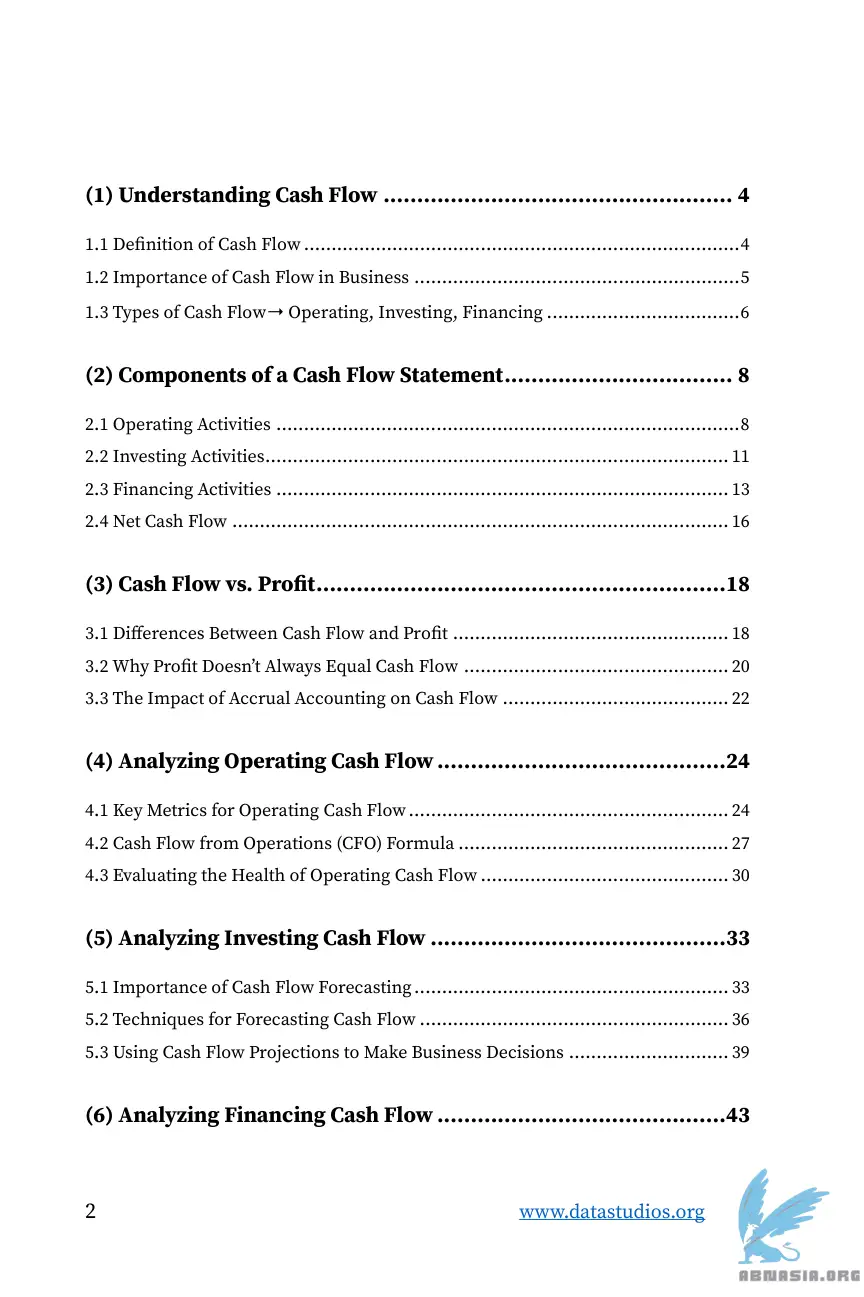 (1) Understanding Cash Flow .................................................... 4
1.1 Definition of Cash Flow ...............................................................................4
1.2 Importance of Cash Flow in Business ...........................................................5
1.3 Types of Cash Flow→ Operating, Investing, Financing ...................................6
(2) Components of a Cash Flow Statement.................................. 8
2.1 Operating Activities ....................................................................................8
2.2 Investing Activities.................................................................................... 11
2.3 Financing Activities .................................................................................. 13
2.4 Net Cash Flow .......................................................................................... 16
(3) Cash Flow vs. Profit.............................................................18
3.1 Differences Between Cash Flow and Profit .................................................. 18
3.2 Why Profit Doesn’t Always Equal Cash Flow ................................................ 20
3.3 The Impact of Accrual Accounting on Cash Flow ......................................... 22
(4) Analyzing Operating Cash Flow ...........................................24
4.1 Key Metrics for Operating Cash Flow .......................................................... 24
4.2 Cash Flow from Operations (CFO) Formula ................................................. 27
4.3 Evaluating the Health of Operating Cash Flow ............................................. 30
(5) Analyzing Investing Cash Flow ............................................33
5.1 Importance of Cash Flow Forecasting ......................................................... 33
5.2 Techniques for Forecasting Cash Flow ........................................................ 36
5.3 Using Cash Flow Projections to Make Business Decisions ............................. 39
(6) Analyzing Financing Cash Flow ...........................................43
2
www.datastudios.org
ABNASIA.ORG